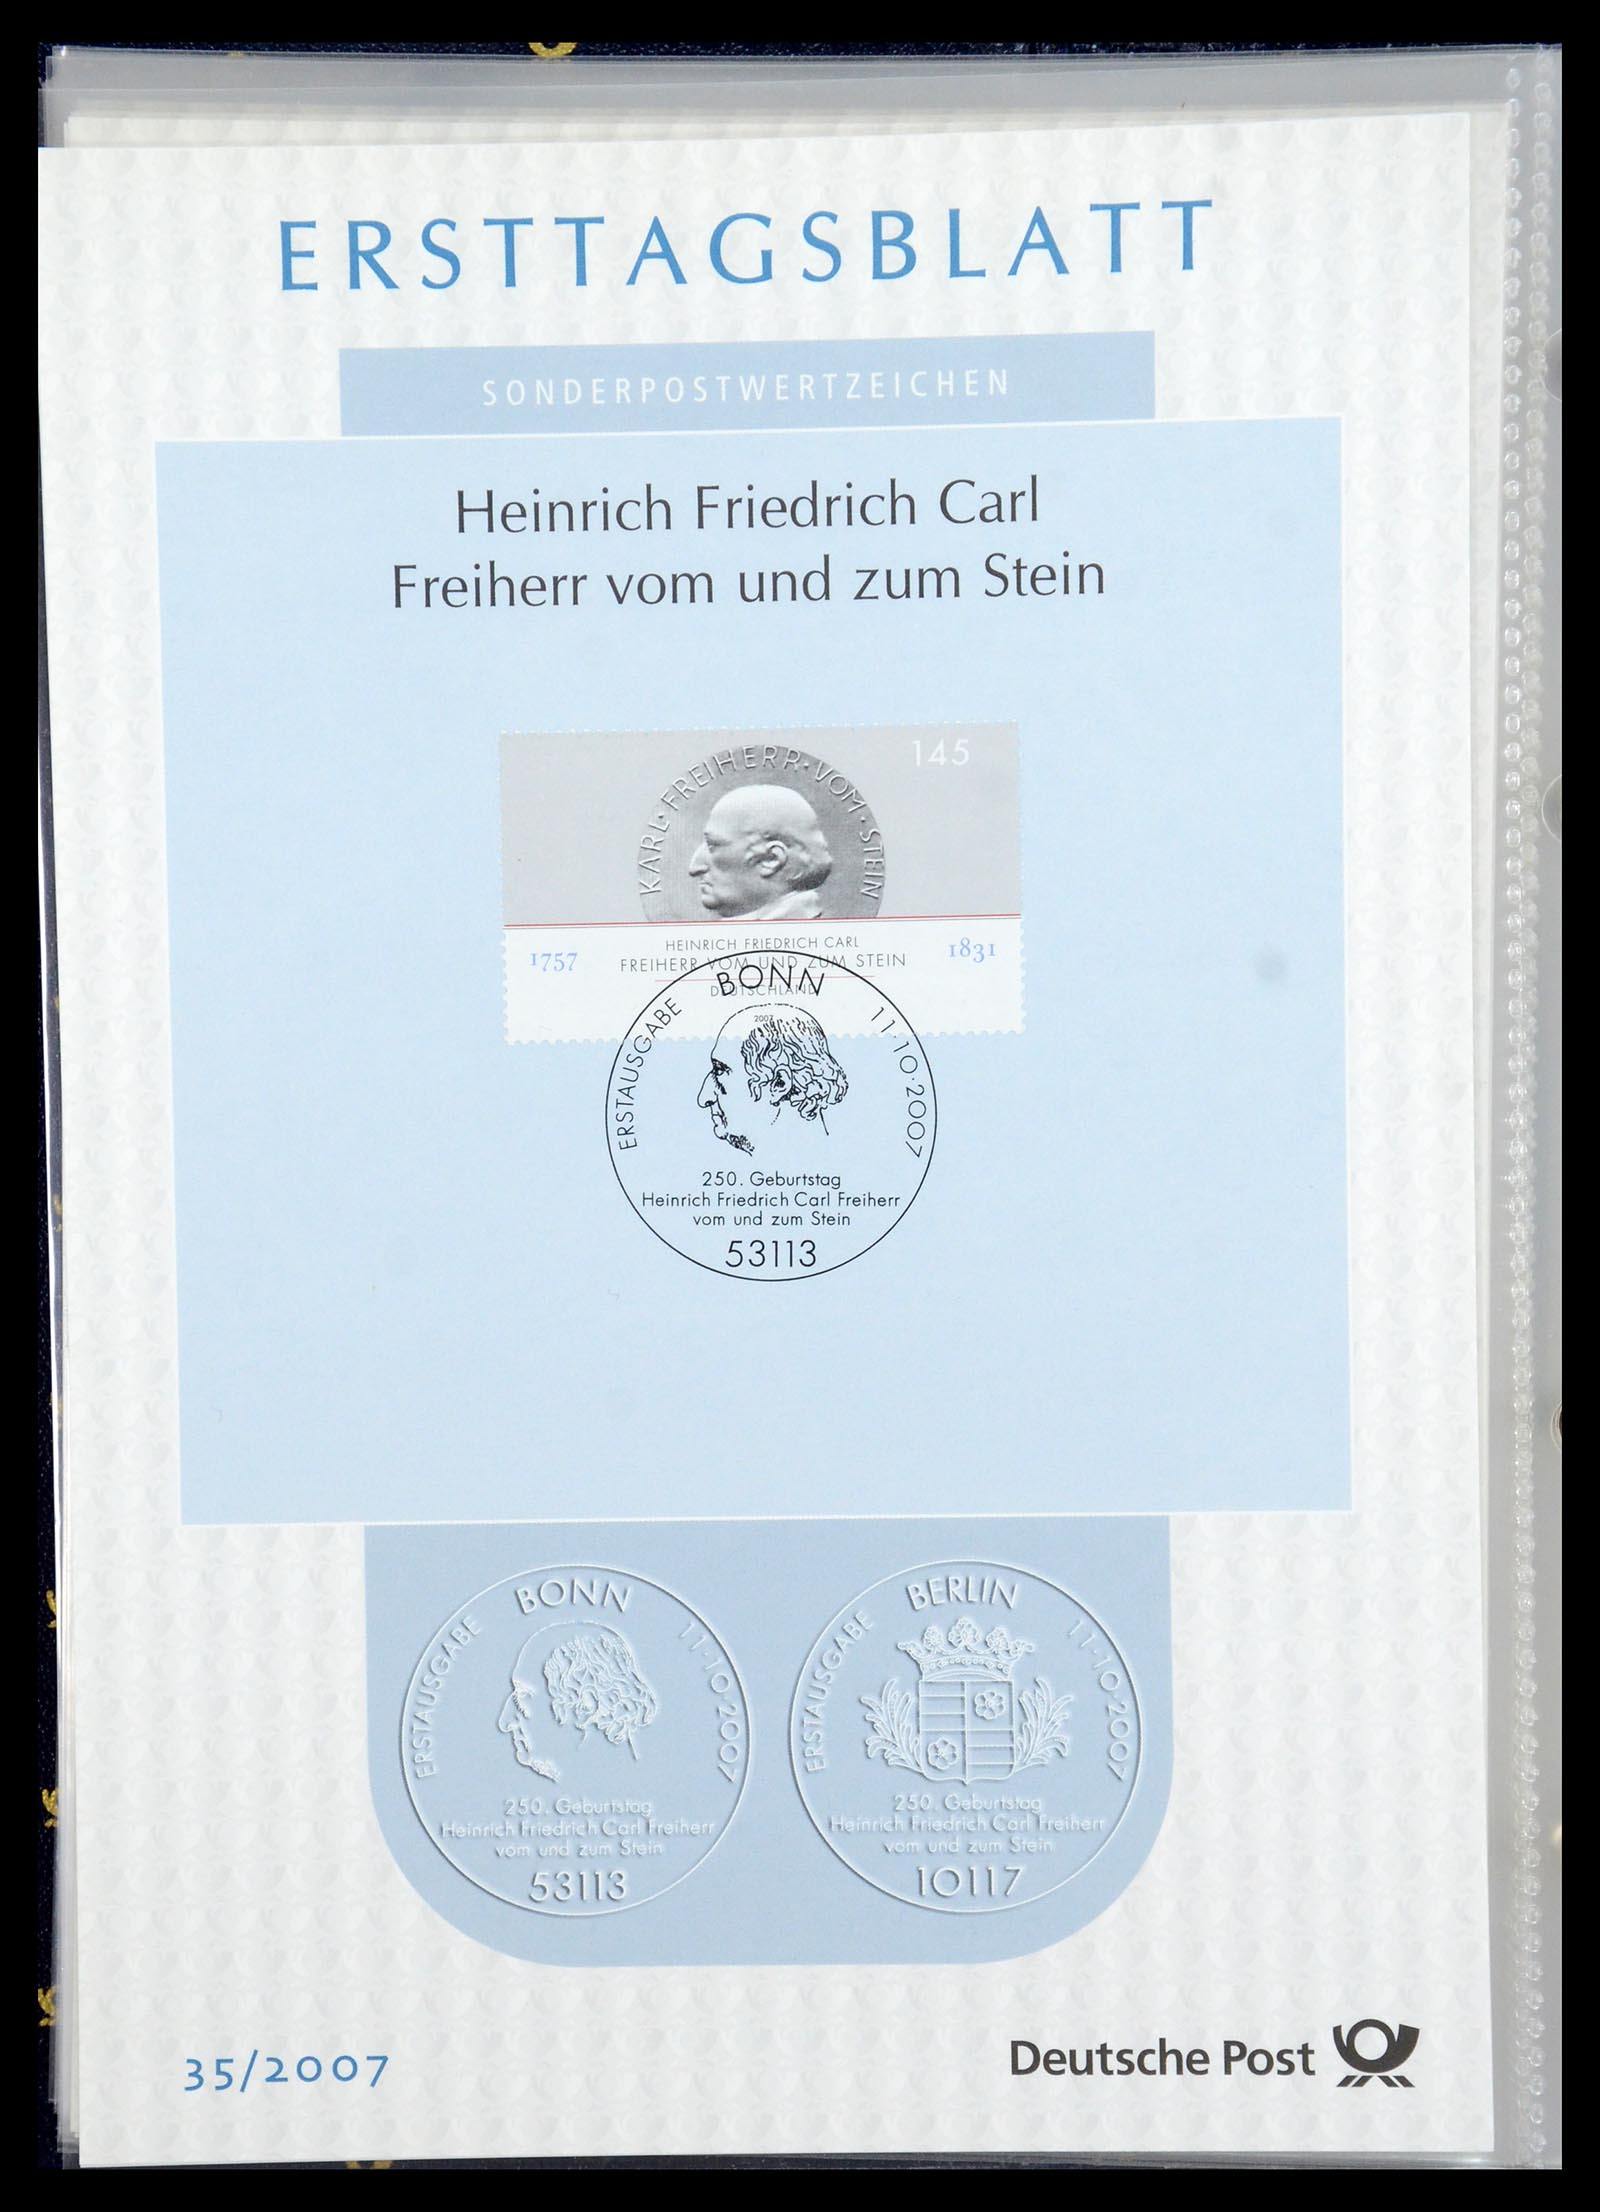 ERSTTAGSBLATT
SONDERPOSTWERTZEICHEN
Heinrich Friedrich Carl
Freiherr vom und zum Stein
145
KARL·FREIHERR·VOM·STEIN
1757
HEINRICH FRIEDRICH CARL
FREIHERR VOM UND ZUM STEIN
DEUTSCHLAND
1831
2007
BONN
ERSTAUSGABE
11·10·2007
250. Geburtstag
Heinrich Friedrich Carl Freiherr
vom und zum Stein
53113
BONN
ERSTAUSGABE
11·10·2007
250. Geburtstag
Heinrich Friedrich Carl Freiherr
vom und zum Stein
53113
BERLIN
ERSTAUSGABE
11·10·2007
250. Geburtstag
Heinrich Friedrich Carl Freiherr
vom und zum Stein
10117
35/2007
Deutsche Post